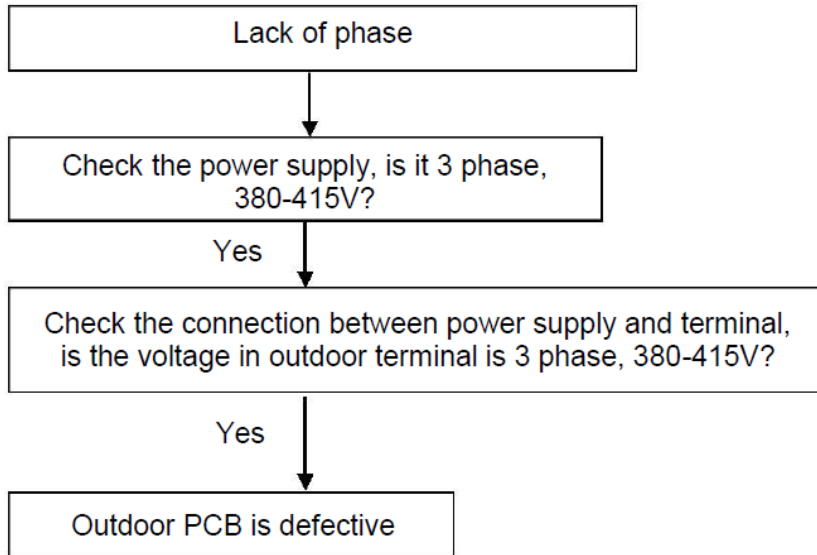 Lack of phase
Check the power supply, is it 3 phase,
380-415V?
Yes
Check the connection between power supply and terminal,
is the voltage in outdoor terminal is 3 phase, 380-415V?
Yes
Outdoor PCB is defective